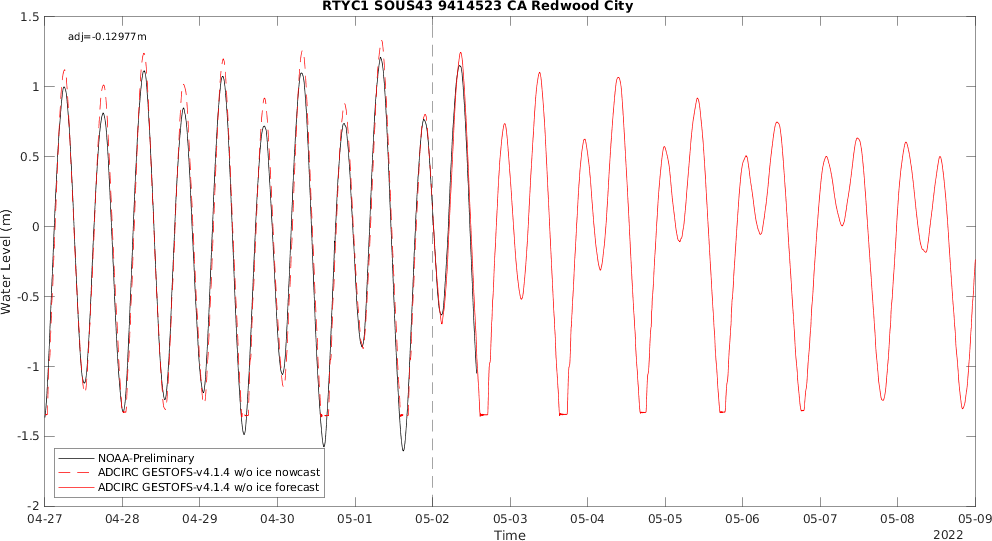 RTYC1 SOUS43 9414523 CA Redwood City
adj=-0.12977m
1.5
1
0.5
0
-0.5
-1
-1.5
-2
Water Level (m)
NOAA-Preliminary
ADCIRC GESTOFS-v4.1.4 w/o ice nowcast
ADCIRC GESTOFS-v4.1.4 w/o ice forecast
04-27 04-28 04-29 04-30 05-01 05-02 05-03 05-04 05-05 05-06 05-07 05-08 05-09
Time
2022